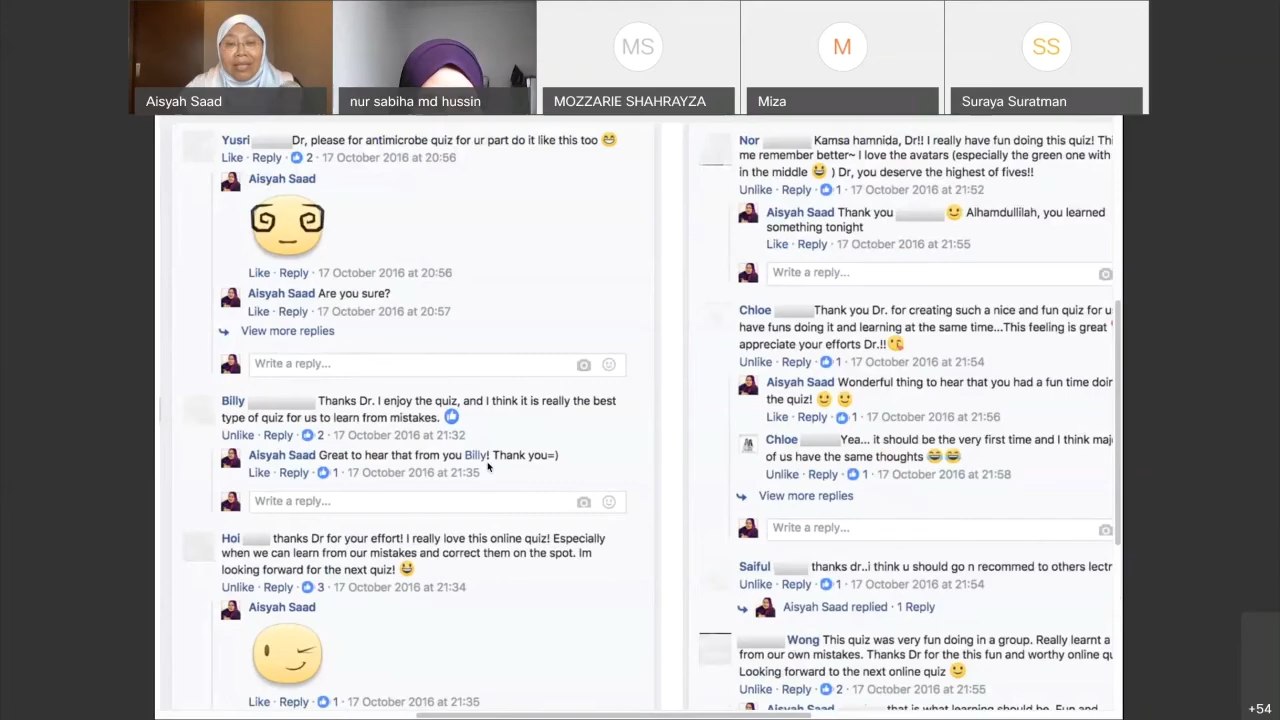 MS
M
SS
Aisyah Saad
nur sabiha md hussin
MOZZARIE SHAHRAYZA
Miza
Suraya Suratman
Yusri Dr, please for antimicrobe quiz for ur part do it like this too
Like · Reply · 2 · 17 October 2016 at 20:56
Aisyah Saad
Like · Reply · 17 October 2016 at 20:56
Aisyah Saad Are you sure?
Like · Reply · 17 October 2016 at 20:57
View more replies
Write a reply...
Billy Thanks Dr. I enjoy the quiz, and I think it is really the best
type of quiz for us to learn from mistakes.
Unlike · Reply · 2 · 17 October 2016 at 21:32
Aisyah Saad Great to hear that from you Billy! Thank you=)
Like · Reply · 1 · 17 October 2016 at 21:35
Write a reply...
Hoi thanks Dr for your effort! I really love this online quiz! Especially
when we can learn from our mistakes and correct them on the spot. Im
looking forward for the next quiz!
Unlike · Reply · 3 · 17 October 2016 at 21:34
Aisyah Saad
Like · Reply · 1 · 17 October 2016 at 21:35
Nor Kamsa hamnida, Dr!! I really have fun doing this quiz! Thi
me remember better~ I love the avatars (especially the green one with
in the middle ) Dr, you deserve the highest of fives!!
Unlike · Reply · 1 · 17 October 2016 at 21:52
Aisyah Saad Thank you Alhamdullilah, you learned
something tonight
Like · Reply · 17 October 2016 at 21:55
Write a reply...
Chloe Thank you Dr. for creating such a nice and fun quiz for u
have funs doing it and learning at the same time...This feeling is great
appreciate your efforts Dr.!!
Unlike · Reply · 1 · 17 October 2016 at 21:54
Aisyah Saad Wonderful thing to hear that you had a fun time doin
the quiz!
Like · Reply · 1 · 17 October 2016 at 21:56
Chloe Yea... it should be the very first time and I think maj
of us have the same thoughts
Unlike · Reply · 1 · 17 October 2016 at 21:58
View more replies
Write a reply...
Saiful thanks dr..i think u should go n recommed to others lectr
Unlike · Reply · 1 · 17 October 2016 at 21:54
Aisyah Saad replied · 1 Reply
Wong This quiz was very fun doing in a group. Really learnt a
from our own mistakes. Thanks Dr for the this fun and worthy online qu
Looking forward to the next online quiz
Unlike · Reply · 2 · 17 October 2016 at 21:55
Aisyah Saad that is what learning should be. Fun and
+54